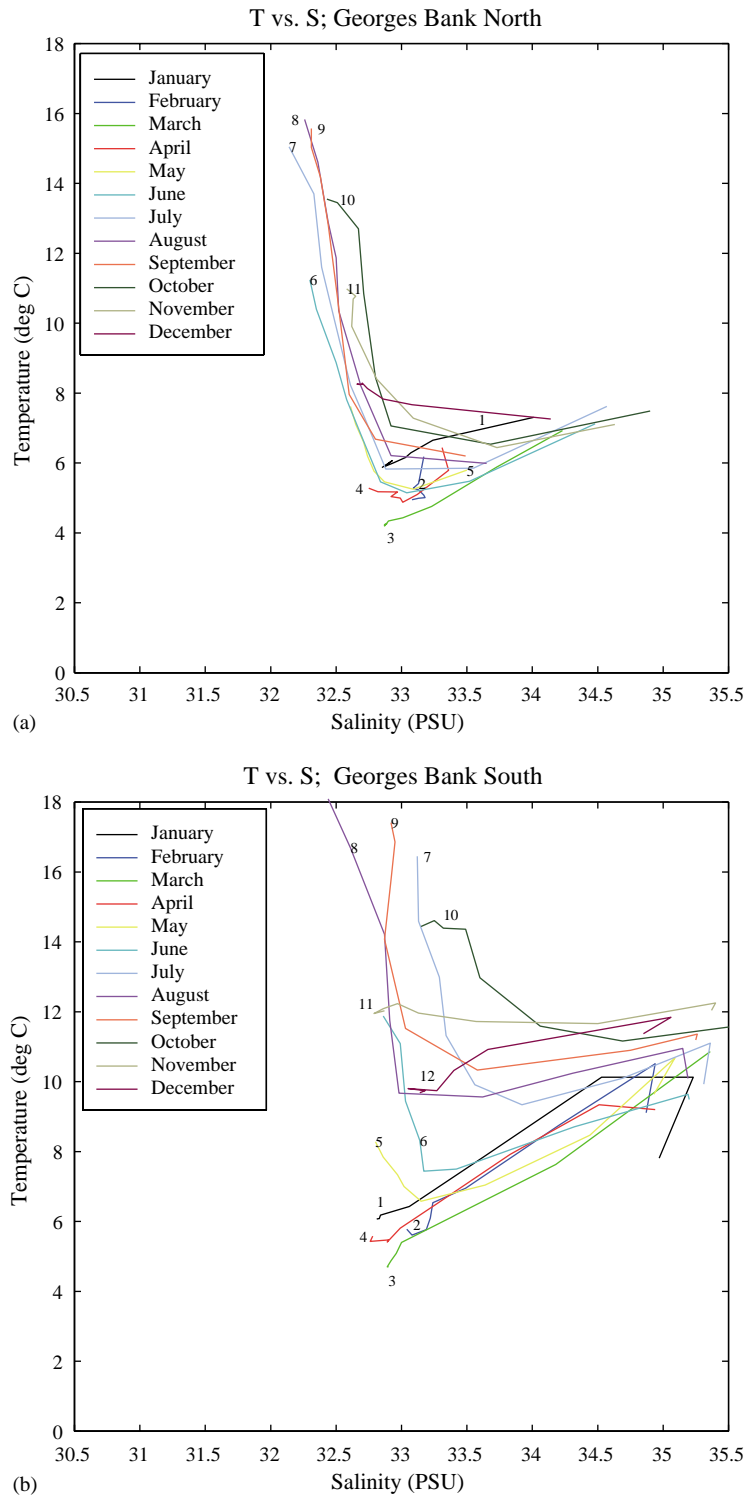 T vs. S; Georges Bank North
18
16
14
12
10
8
6
4
2
0
Temperature (deg C)
January
February
March
April
May
June
July
August
September
October
November
December
8
9
7
10
6
11
1
5
2
4
3
30.5 31 31.5 32 32.5 33 33.5 34 34.5 35 35.5
(a)
Salinity (PSU)
T vs. S; Georges Bank South
18
16
14
12
10
8
6
4
2
0
Temperature (deg C)
January
February
March
April
May
June
July
August
September
October
November
December
9
8
7
10
11
12
5
6
1
2
4
3
30.5 31 31.5 32 32.5 33 33.5 34 34.5 35 35.5
(b)
Salinity (PSU)